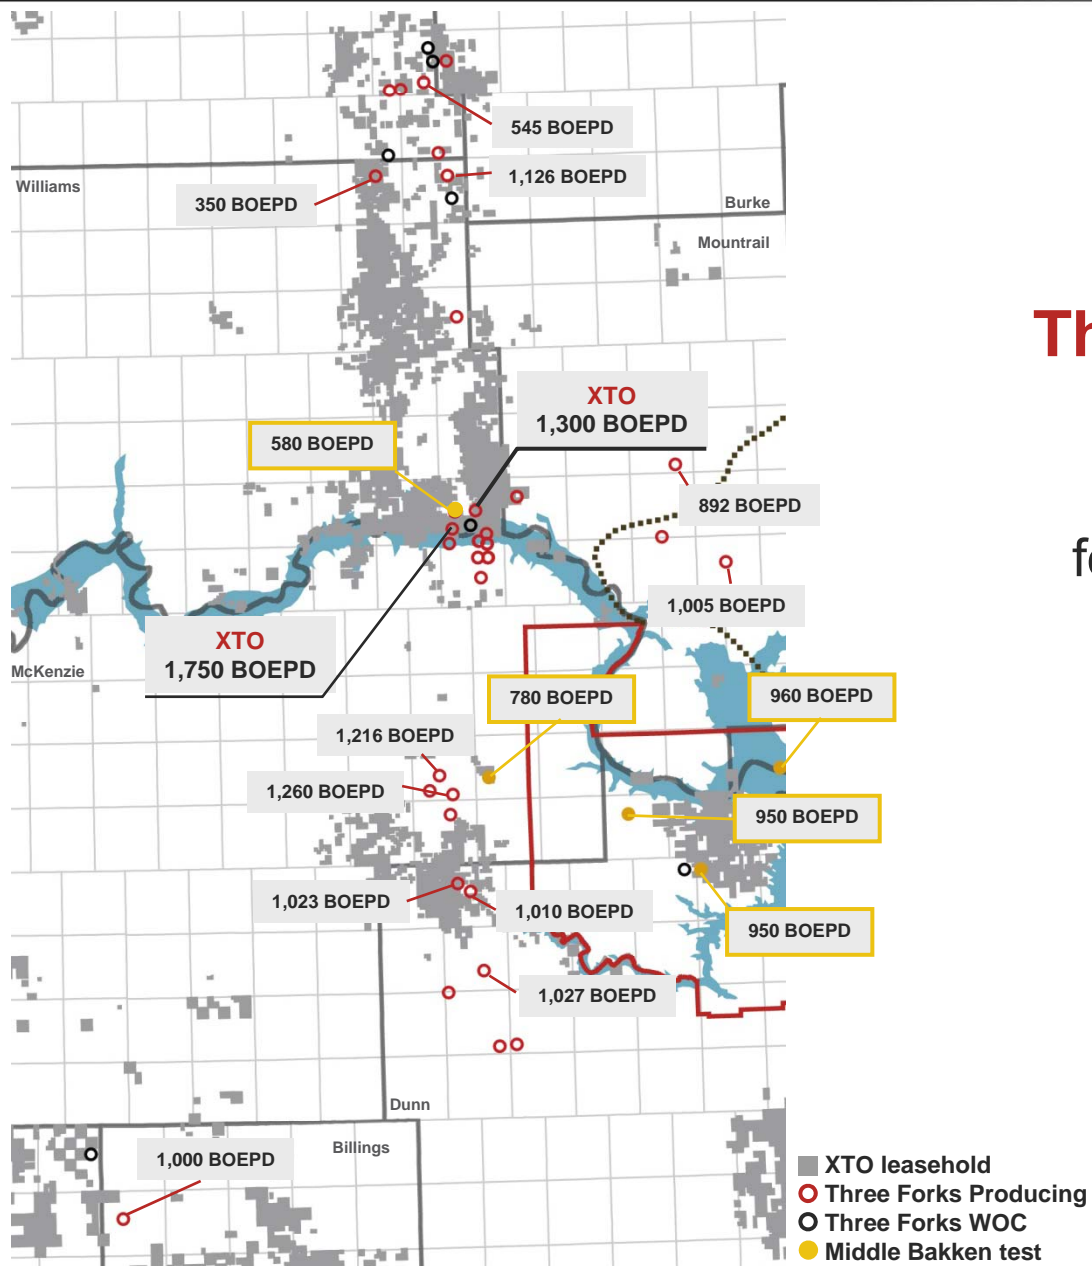 545 BOEPD
1,126 BOEPD
Williams
350 BOEPD
Burke
Mountrail
Th
XTO
1,300 BOEPD
580 BOEPD
892 BOEPD
fo
1,005 BOEPD
XTO
1,750 BOEPD
McKenzie
780 BOEPD
960 BOEPD
1,216 BOEPD
1,260 BOEPD
950 BOEPD
1,023 BOEPD
1,010 BOEPD
950 BOEPD
1,027 BOEPD
Dunn
Billings
1,000 BOEPD
XTO leasehold
Three Forks Producing
Three Forks WOC
Middle Bakken test